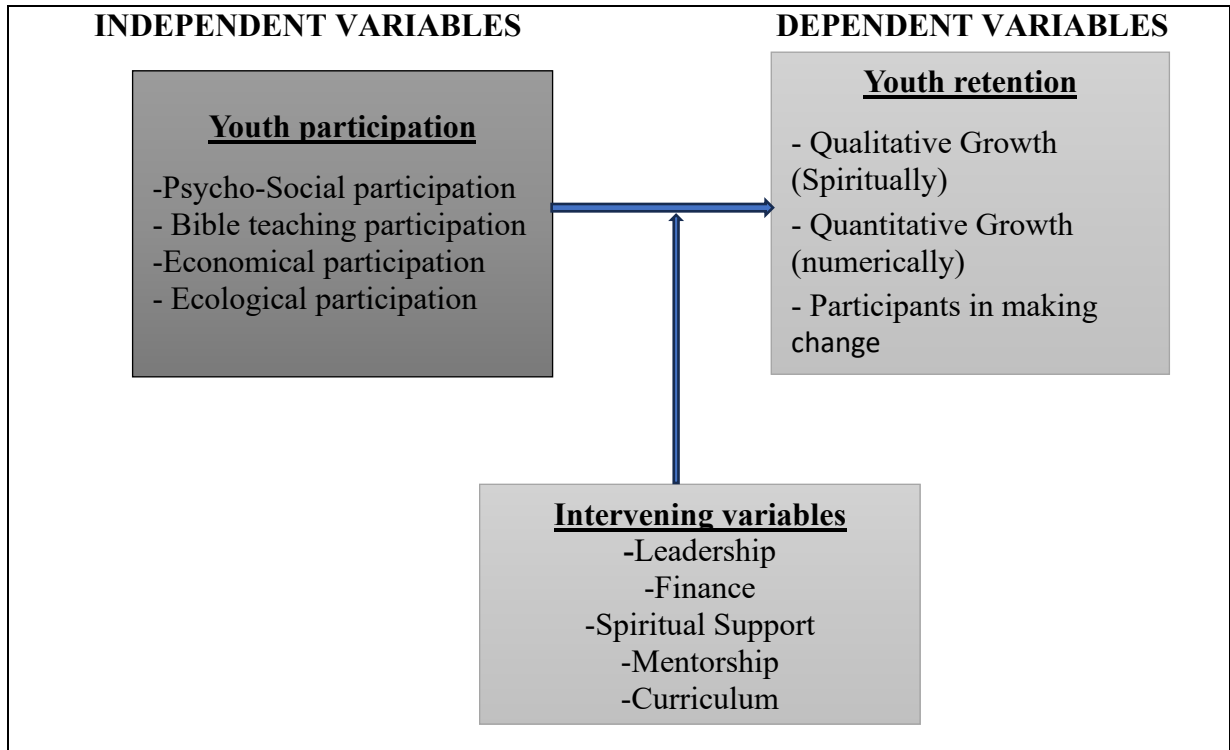 INDEPENDENT VARIABLES
DEPENDENT VARIABLES
Youth participation
-Psycho-Social participation
- Bible teaching participation
-Economical participation
- Ecological participation
Youth retention
- Qualitative Growth
(Spiritually)
- Quantitative Growth
(numerically)
- Participants in making
change
Intervening variables
-Leadership
-Finance
-Spiritual Support
-Mentorship
-Curriculum